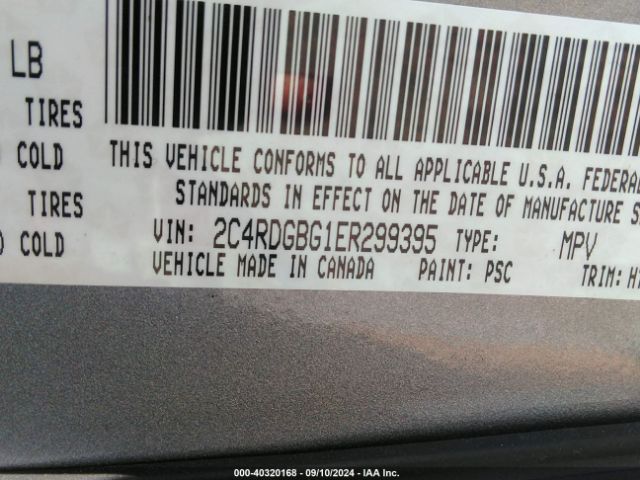 LB
TIRES
COLD
TIRES
) COLD
THIS VEHICLE CONFORMS TO ALL APPLICABLE U.S.A. FEDERA
STANDARDS IN EFFECT ON THE DATE OF MANUFACTURE S
VIN: 2C4RDGBG1ER299395 TYPE: MPV
VEHICLE MADE IN CANADA PAINT: PSC TRIM: H
000-40320168 - 09/10/2024 - IAA Inc.